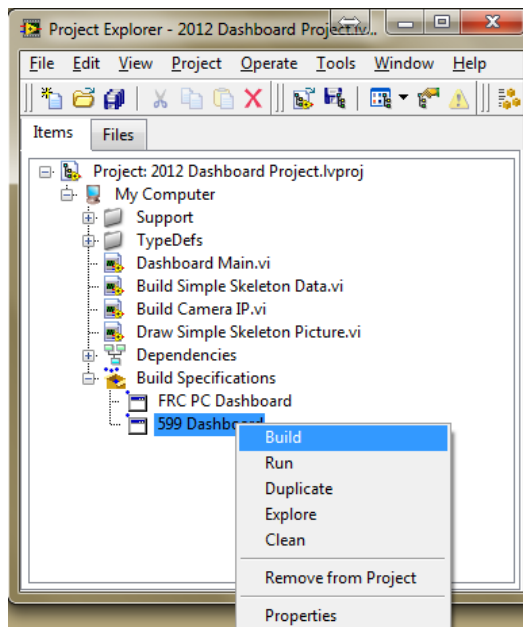 Project Explorer - 2012 Dashboard Project.lv...
File Edit View Project Operate Tools Window Help
Items Files
Project: 2012 Dashboard Project.lvproj
My Computer
Support
TypeDefs
Dashboard Main.vi
Build Simple Skeleton Data.vi
Build Camera IP.vi
Draw Simple Skeleton Picture.vi
Dependencies
Build Specifications
FRC PC Dashboard
599 Dashboard
Build
Run
Duplicate
Explore
Clean
Remove from Project
Properties